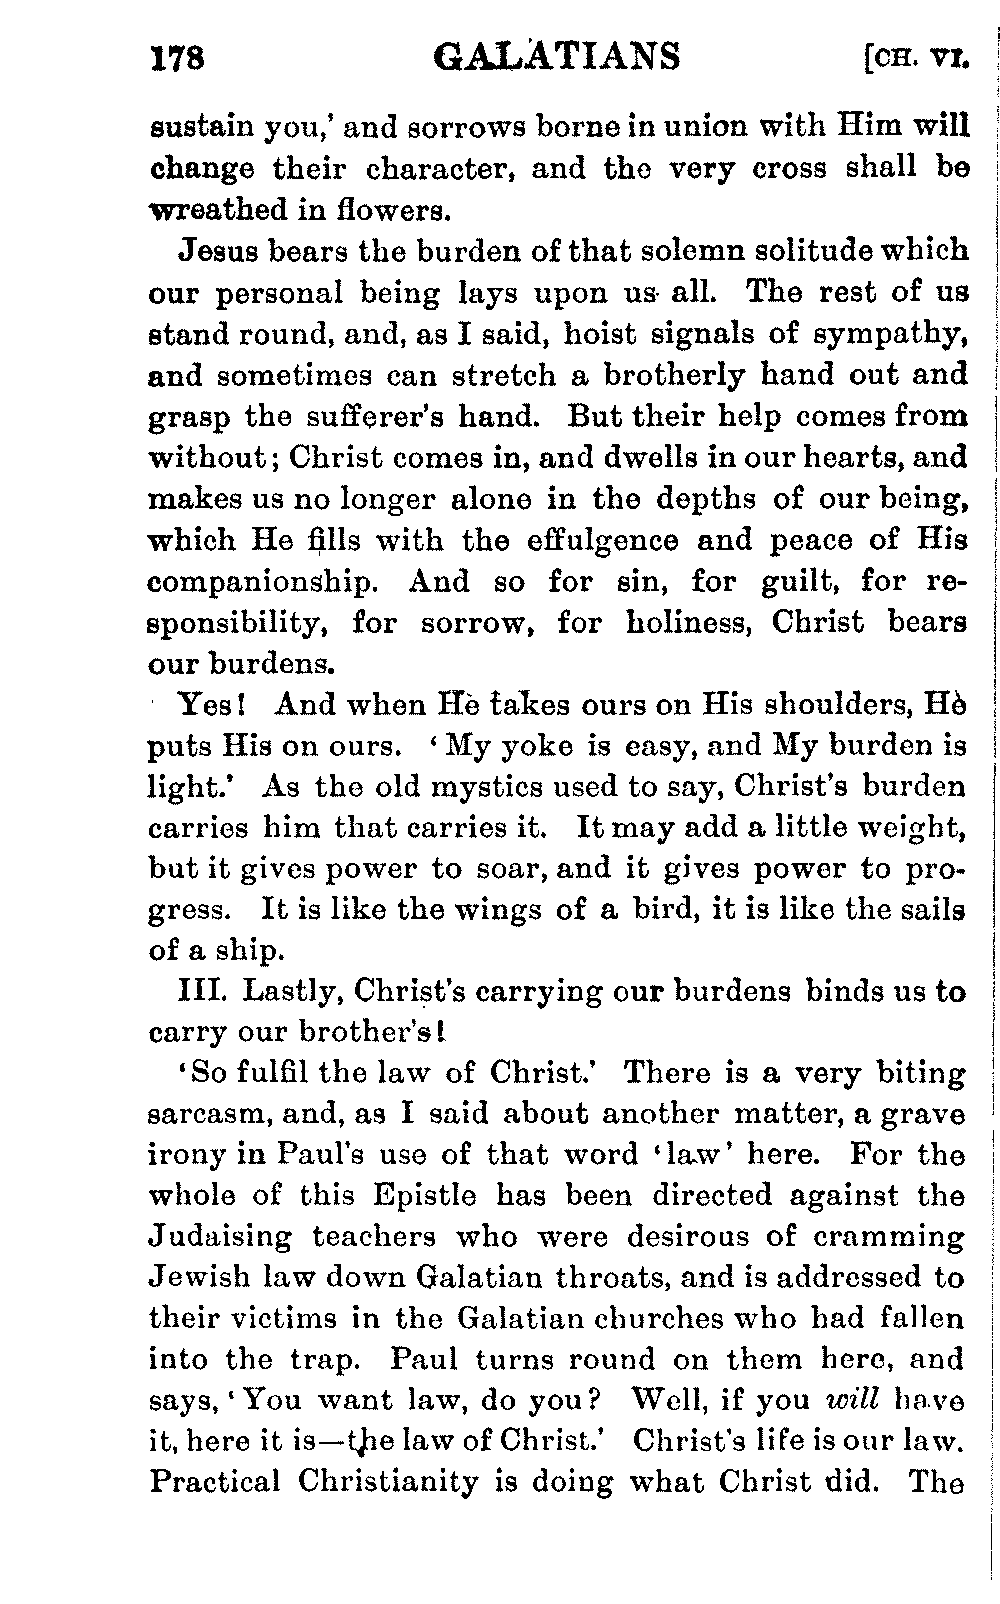 178 GALATIANS [CH. VI.
sustain you,' and sorrows borne in union with Him will
change their character, and the very cross shall be
wreathed in flowers.
Jesus bears the burden of that solemn solitude which
our personal being lays upon us all. The rest of us
stand round, and, as I said, hoist signals of sympathy,
and sometimes can stretch a brotherly hand out and
grasp the sufferer's hand. But their help comes from
without; Christ comes in, and dwells in our hearts, and
makes us no longer alone in the depths of our being,
which He fills with the effulgence and peace of His
companionship. And so for sin, for guilt, for re-
sponsibility, for sorrow, for holiness, Christ bears
our burdens.
Yes! And when He takes ours on His shoulders, He
puts His on ours. 'My yoke is easy, and My burden is
light.' As the old mystics used to say, Christ's burden
carries him that carries it. It may add a little weight,
but it gives power to soar, and it gives power to pro-
gress. It is like the wings of a bird, it is like the sails
of a ship.
III. Lastly, Christ's carrying our burdens binds us to
carry our brother's!
'So fulfil the law of Christ.' There is a very biting
sarcasm, and, as I said about another matter, a grave
irony in Paul's use of that word 'law' here. For the
whole of this Epistle has been directed against the
Judaising teachers who were desirous of cramming
Jewish law down Galatian throats, and is addressed to
their victims in the Galatian churches who had fallen
into the trap. Paul turns round on them here, and
says, 'You want law, do you? Well, if you will have
it, here it is—the law of Christ.' Christ's life is our law.
Practical Christianity is doing what Christ did. The